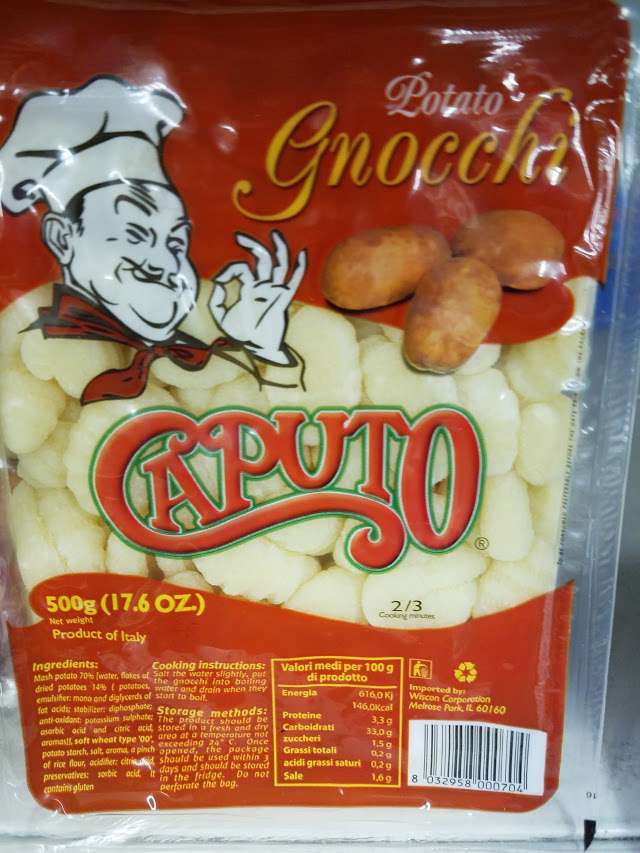 Potato
Gnocchi
CAPUTO
®
500g (17.6 OZ.)
Net weight
Product of Italy
2/3
Cooking minutes
Ingredients:
Mash potato 70% [water, flakes of
dried potatoes 14% ( potatoes,
emulsifier: mono and diglycerds of
fat acids; stabilizer: diphosphate;
anti-oxidant: potassium sulphate;
asorbic acid and citric acid,
aromas]], soft wheat type "00",
potato starch, salt, aroma, a pinch
of rice flour, acidifier: citric acid,
preservatives: sorbic acid. It
contains gluten
Cooking instructions:
Salt the water slightly, put
the gnocchi into boiling
water and drain when they
start to boil.
Storage methods:
The product should be
stored in a fresh and dry
area at a temperature not
exceeding 24° C. Once
opened, the package
should be used within 3
days and should be stored
in the fridge. Do not
perforate the bag.
Valori medi per 100 g
di prodotto
Energia 616,0 Kj
146,0Kcal
Proteine 3,3 g
Carboidrati 33,0g
zuccheri 1,5 g
Grassi totali 0,2 g
acidi grassi saturi 0,2 g
Sale 1,6 g
Imported by:
Wiscon Corporation
Melrose Park, IL 60160
8 032958 000704
16